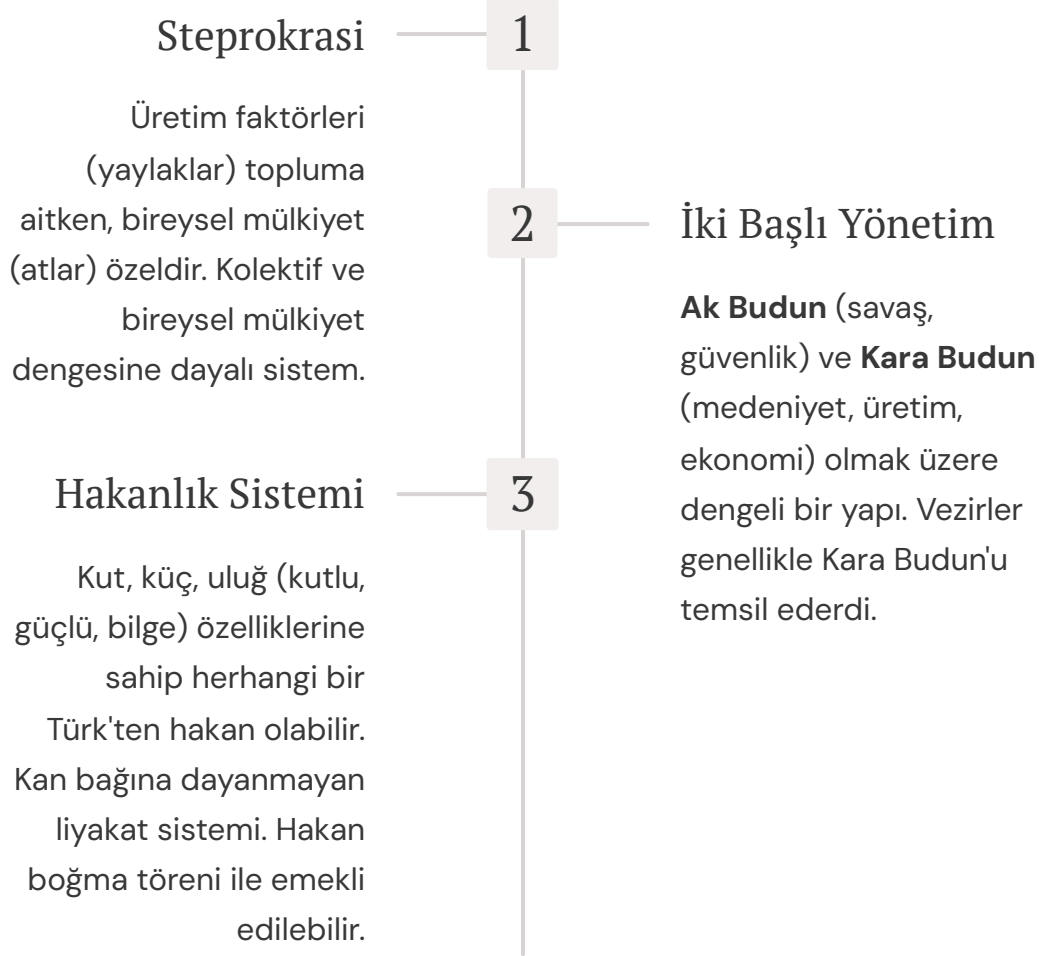 Steprokrasi
1
Üretim faktörleri
(yaylaklar) topluma
aitken, bireysel mülkiyet
(atlar) özeldir. Kolektif ve
bireysel mülkiyet
dengesine dayalı sistem.
2
İki Başlı Yönetim
Ak Budun (savaş,
güvenlik) ve Kara Budun
(medeniyet, üretim,
ekonomi) olmak üzere
dengeli bir yapı. Vezirler
genellikle Kara Budun'u
temsil ederdi.
Hakanlık Sistemi
3
Kut, küç, uluğ (kutlu,
güçlü, bilge) özelliklerine
sahip herhangi bir
Türk'ten hakan olabilir.
Kan bağına dayanmayan
liyakat sistemi. Hakan
boğma töreni ile emekli
edilebilir.